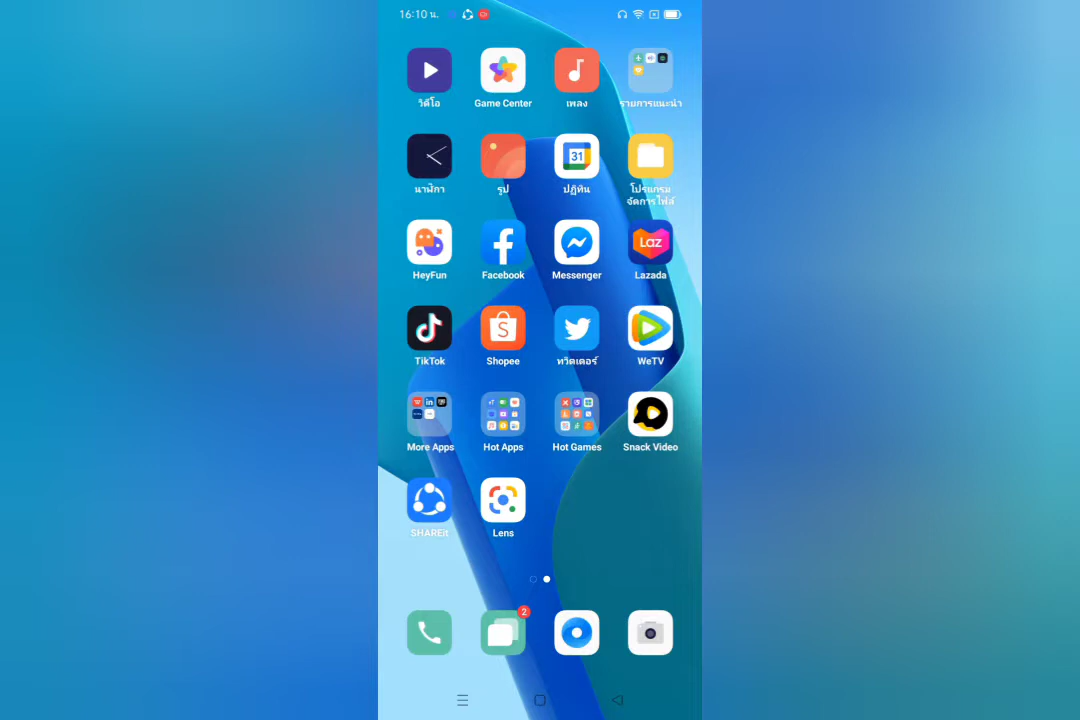 16:10 น.
วิดีโอ
Game Center
เพลง
รายการแนะนำ
นาฬิกา
รูป
31
ปฏิทิน
โปรแกรม
จัดการไฟล์
HeyFun
Facebook
Messenger
Laz
Lazada
TikTok
Shopee
ทวิตเตอร์
WeTV
More Apps
Hot Apps
Hot Games
Snack Video
SHAREit
Lens
2